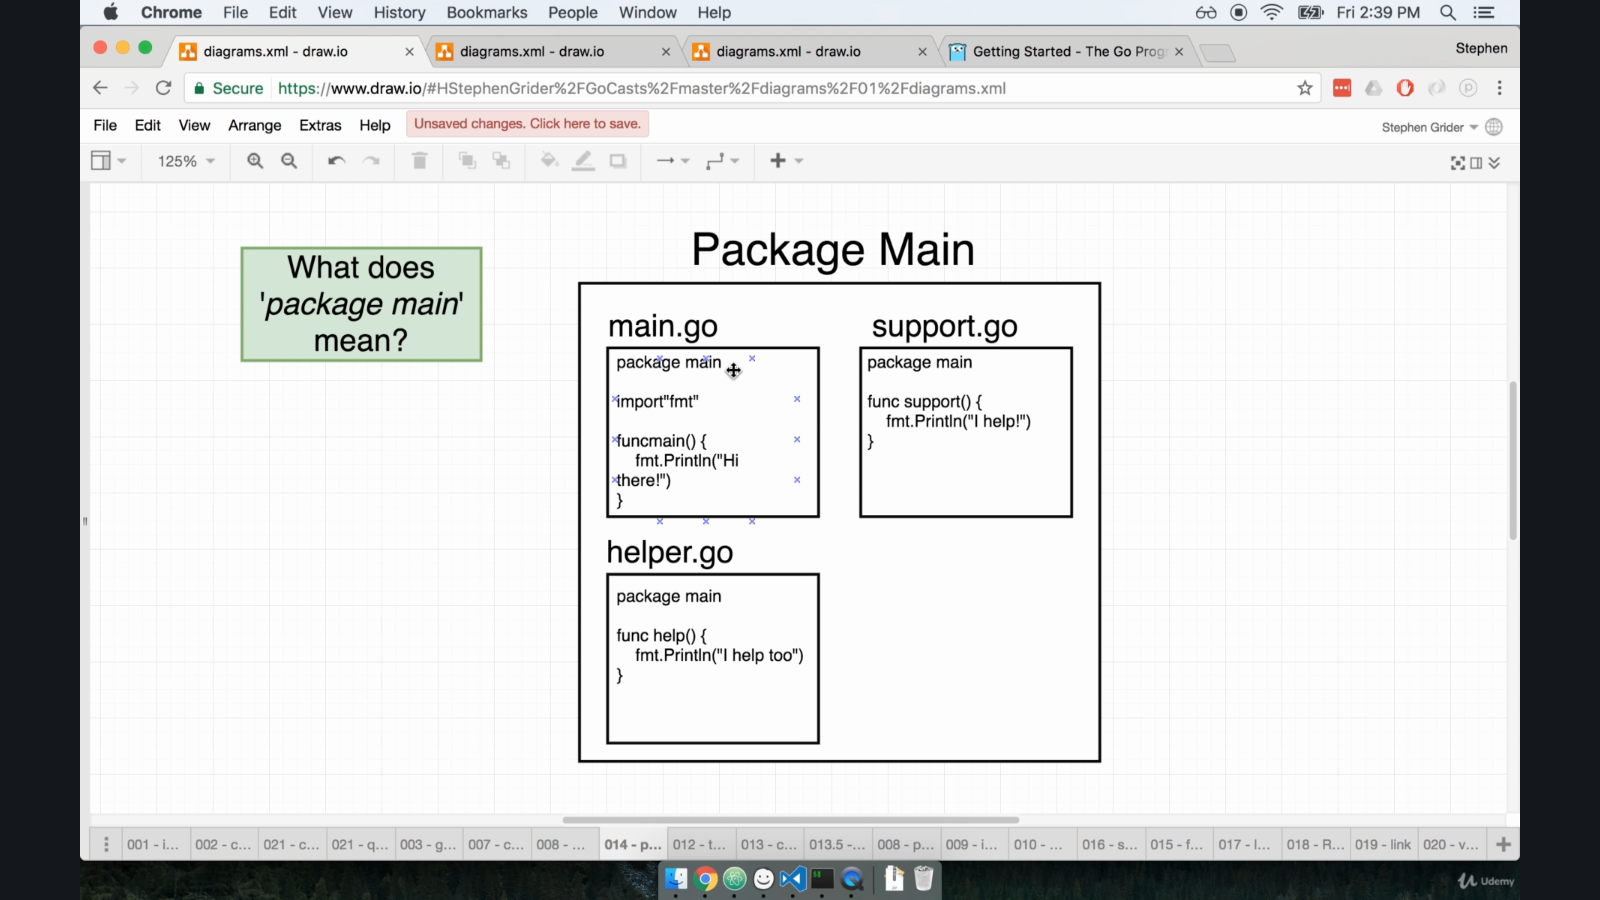 Chrome File Edit View History Bookmarks People Window Help Fri 2:39 PM
diagrams.xml - draw.io diagrams.xml - draw.io diagrams.xml - draw.io Getting Started - The Go Prog Stephen
Secure https://www.draw.io/#HStephenGrider%2FGoCasts%2Fmaster%2Fdiagrams%2F01%2Fdiagrams.xml
File Edit View Arrange Extras Help Unsaved changes. Click here to save. Stephen Grider
125%
What does
'package main'
mean?
Package Main
main.go
package main
import"fmt"
funcmain() {
fmt.Println("Hi
there!")
}
support.go
package main
func support() {
fmt.Println("I help!")
}
helper.go
package main
func help() {
fmt.Println("I help too")
}
001 - i... 002 - c... 021 - c... 021 - q... 003 - g... 007 - c... 008 - ... 014 - p... 012 - t... 013 - c... 013.5 -... 008 - p... 009 - i... 010 - ... 016 - s... 015 - f... 017 - l... 018 - R... 019 - link 020 - v...
Udemy